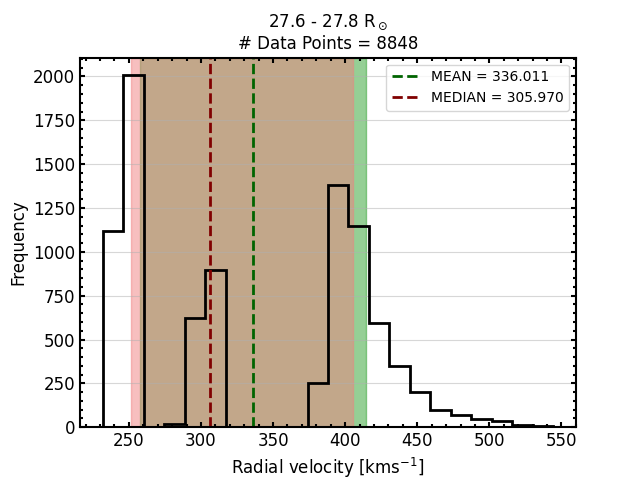 27.6 - 27.8 R⊙
# Data Points = 8848
MEAN = 336.011
MEDIAN = 305.970
Frequency
2000
1750
1500
1250
1000
750
500
250
0
250 300 350 400 450 500 550
Radial velocity [kms⁻¹]